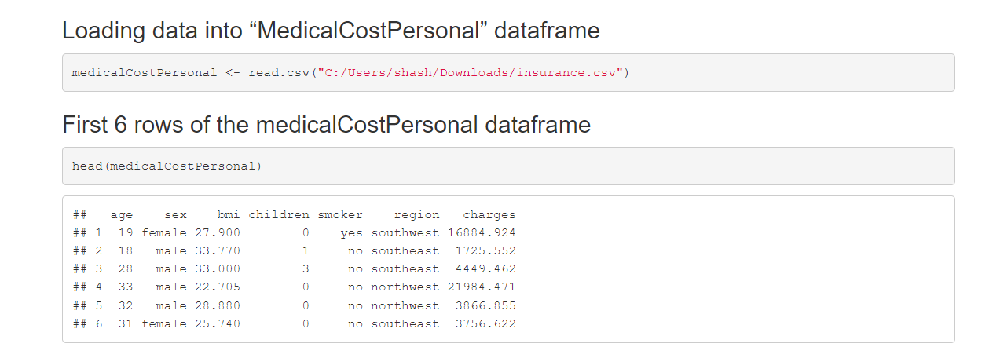 Loading data into “MedicalCostPersonal” dataframe
medicalCostPersonal <- read.csv("C:/Users/shash/Downloads/insurance.csv")
First 6 rows of the medicalCostPersonal dataframe
head(medicalCostPersonal)
##   age    sex    bmi children smoker    region   charges
## 1  19 female 27.900        0    yes southwest 16884.924
## 2  18   male 33.770        1     no southeast  1725.552
## 3  28   male 33.000        3     no southeast  4449.462
## 4  33   male 22.705        0     no northwest 21984.471
## 5  32   male 28.880        0     no northwest  3866.855
## 6  31 female 25.740        0     no southeast  3756.622